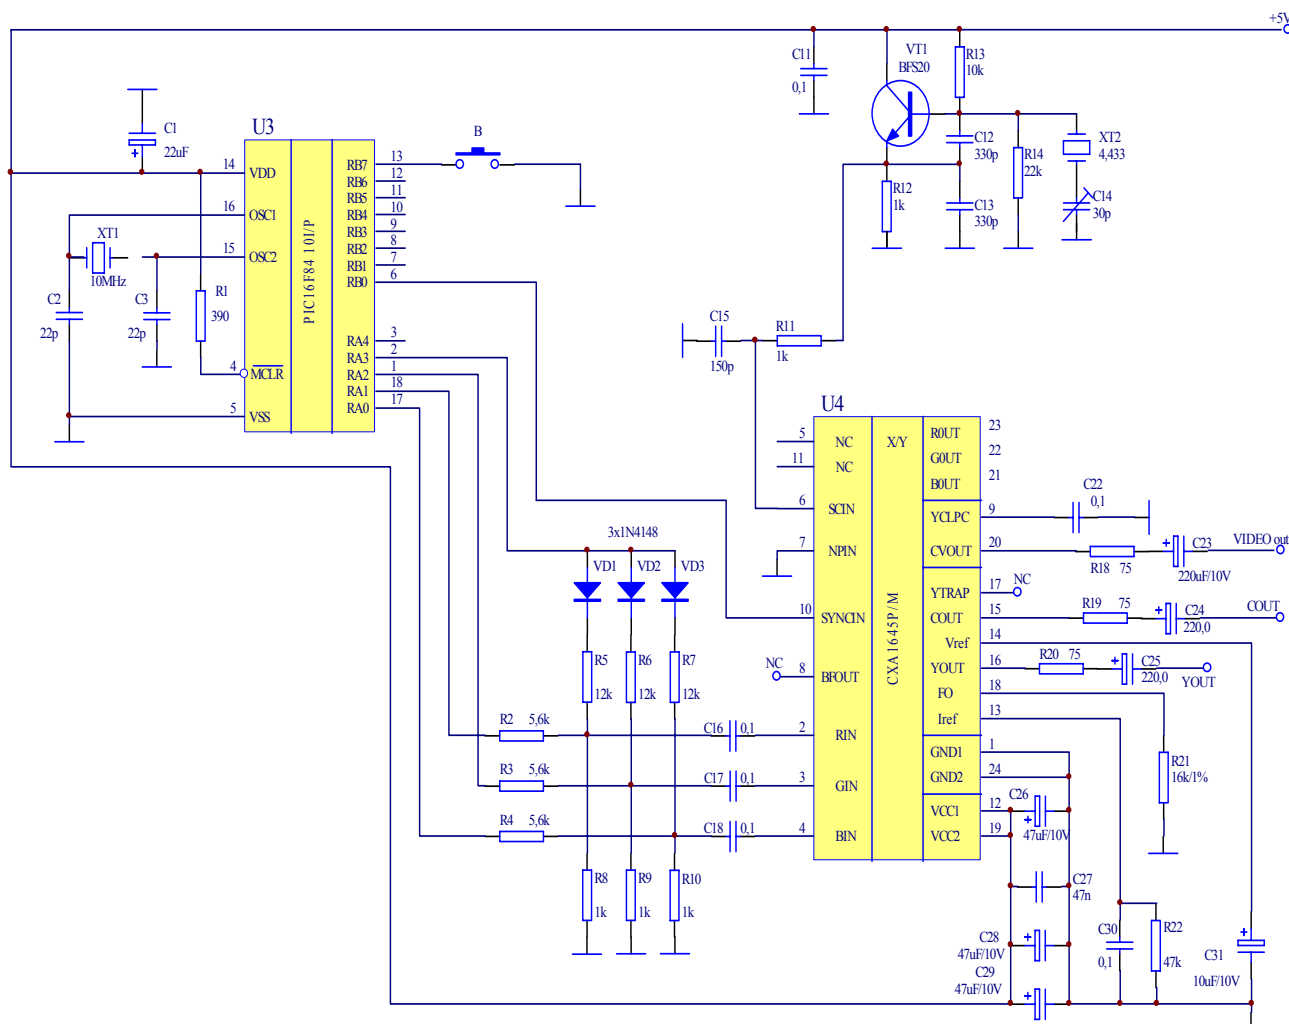 +5V
C11
0,1
VT1
BFS20
R13
10k
C1
22uF
U3
B
C12
330p
R14
22k
XT2
4,433
14
VDD
RB7
13
RB6
12
RB5
11
RB4
10
RB3
9
RB2
8
RB1
7
RB0
6
16
OSC1
15
OSC2
PIC16F84 10I/P
XT1
10MHz
R12
1k
C13
330p
C14
30p
C2
22p
C3
22p
R1
390
RA4
3
RA3
2
RA2
1
RA1
18
RA0
17
4
MCLR
5
VSS
C15
150p
R11
1k
U4
5
NC
X/Y
R0UT
23
11
NC
G0UT
22
B0UT
21
6
SCIN
YCLPC
9
C22
0,1
7
NPIN
CVOUT
20
R18
75
C23
220uF/10V
VIDEO out
3x1N4148
VD1
VD2
VD3
CXA1645P/M
YTRAP
17
NC
10
SYNCIN
COUT
15
R19
75
C24
220,0
COUT
Vref
14
NC
8
BFOUT
YOUT
16
R20
75
C25
220,0
YOUT
R5
12k
R6
12k
R7
12k
FO
18
Iref
13
R2
5,6k
C16
0,1
2
RIN
R3
5,6k
C17
0,1
3
GIN
R4
5,6k
C18
0,1
4
BIN
GND1
1
GND2
24
R21
16k/1%
VCC1
12
VCC2
19
C26
47uF/10V
R8
1k
R9
1k
R10
1k
C27
47n
C28
47uF/10V
C29
47uF/10V
C30
0,1
R22
47k
C31
10uF/10V